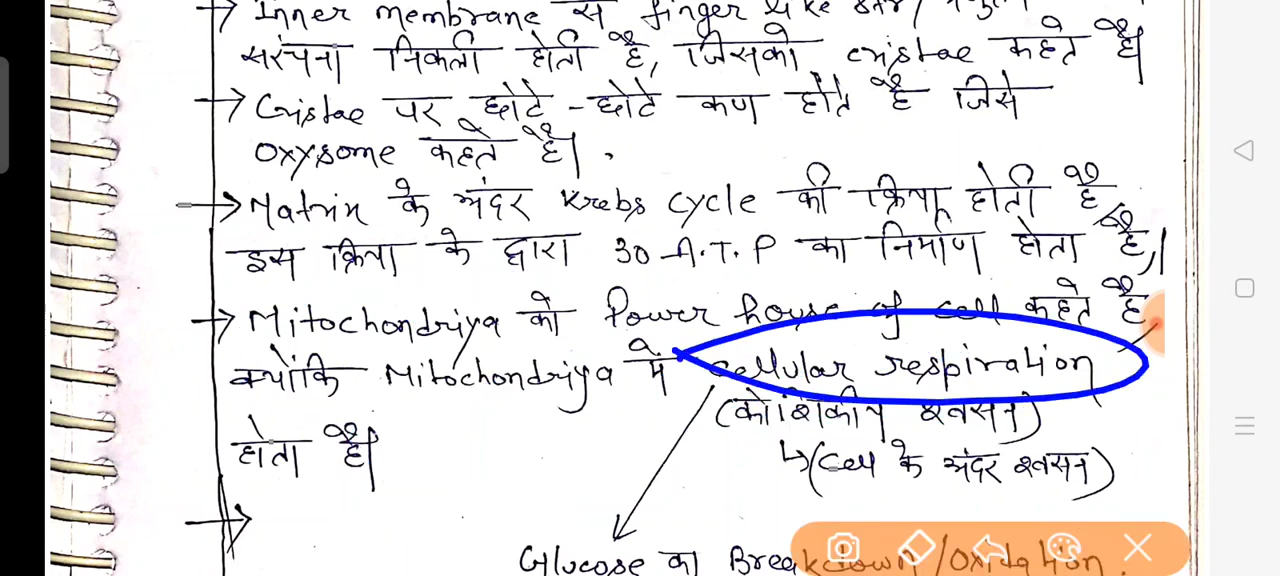 → Inner membrane से finger like
संरचना निकली होती है, जिसको cristae कहते है।
→ Cristae पर छोटे-छोटे कण होते है जिसे
oxysome कहते है।
→ Matrix के अंदर Krebs cycle की क्रिया होती है,
इस क्रिया के द्वारा 30 A.T.P का निर्माण होता है,।
→ Mitochondriya को Power house of cell कहते है
क्योंकि Mitochondriya में cellular respiration
(कोशिकीय श्वसन)
होता है।
↳ (Cell के अंदर श्वसन)
→
Glucose का Breakdown/oxidation.